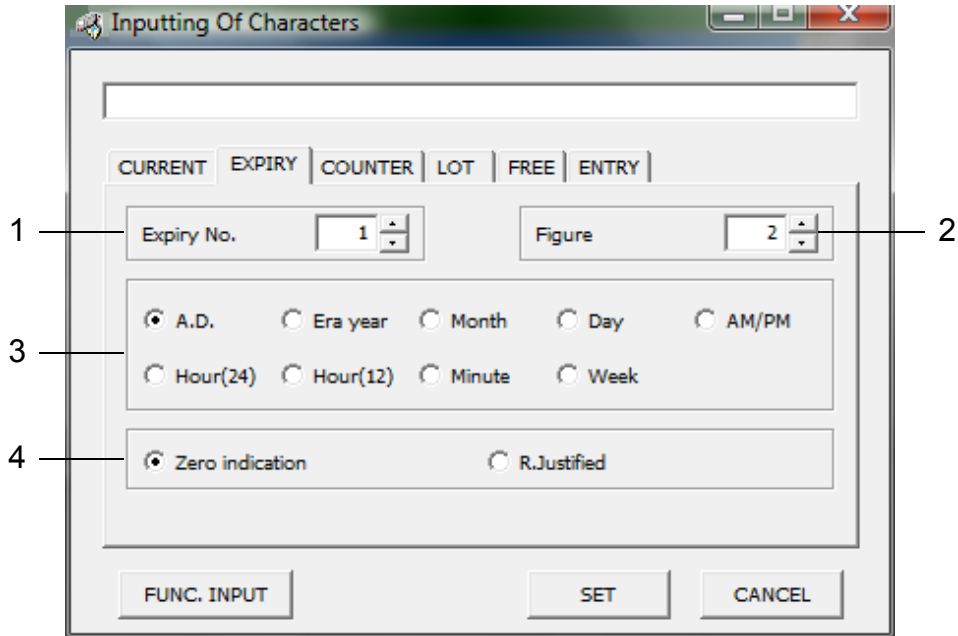 Inputting Of Characters
CURRENT EXPIRY COUNTER LOT FREE ENTRY
1 Expiry No. 1 Figure 2 2
A.D. Era year Month Day AM/PM
3
Hour(24) Hour(12) Minute Week
4 Zero indication R.Justified
FUNC. INPUT SET CANCEL